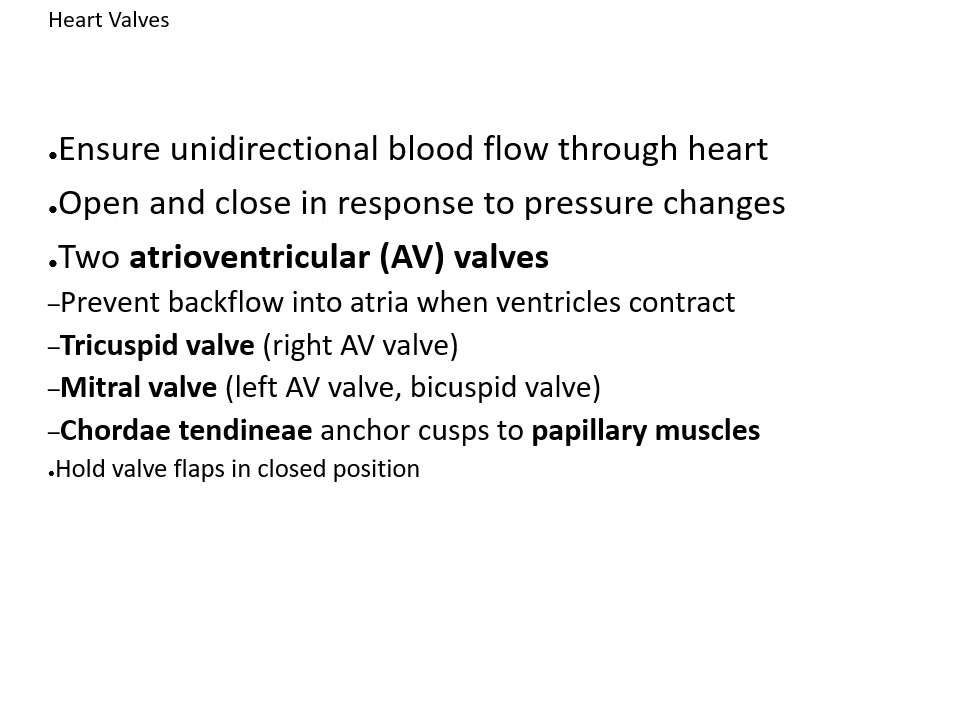 Heart Valves
•Ensure unidirectional blood flow through heart
•Open and close in response to pressure changes
•Two atrioventricular (AV) valves
–Prevent backflow into atria when ventricles contract
–Tricuspid valve (right AV valve)
–Mitral valve (left AV valve, bicuspid valve)
–Chordae tendineae anchor cusps to papillary muscles
•Hold valve flaps in closed position